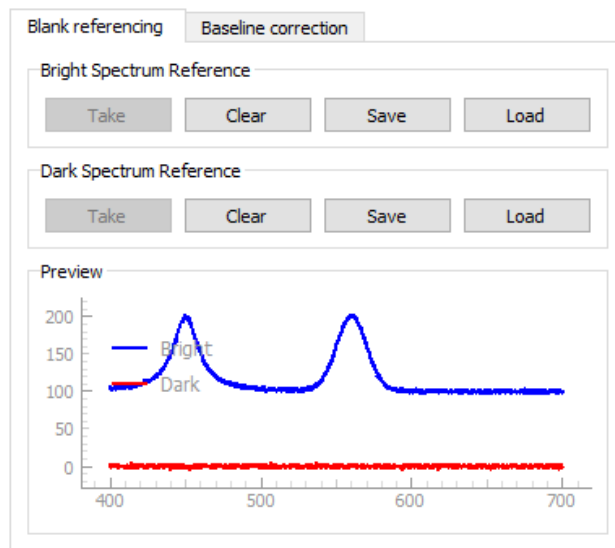 Blank referencing Baseline correction
Bright Spectrum Reference
Take Clear Save Load
Dark Spectrum Reference
Take Clear Save Load
Preview
200
150
Bright
100
Dark
50
0
400 500 600 700